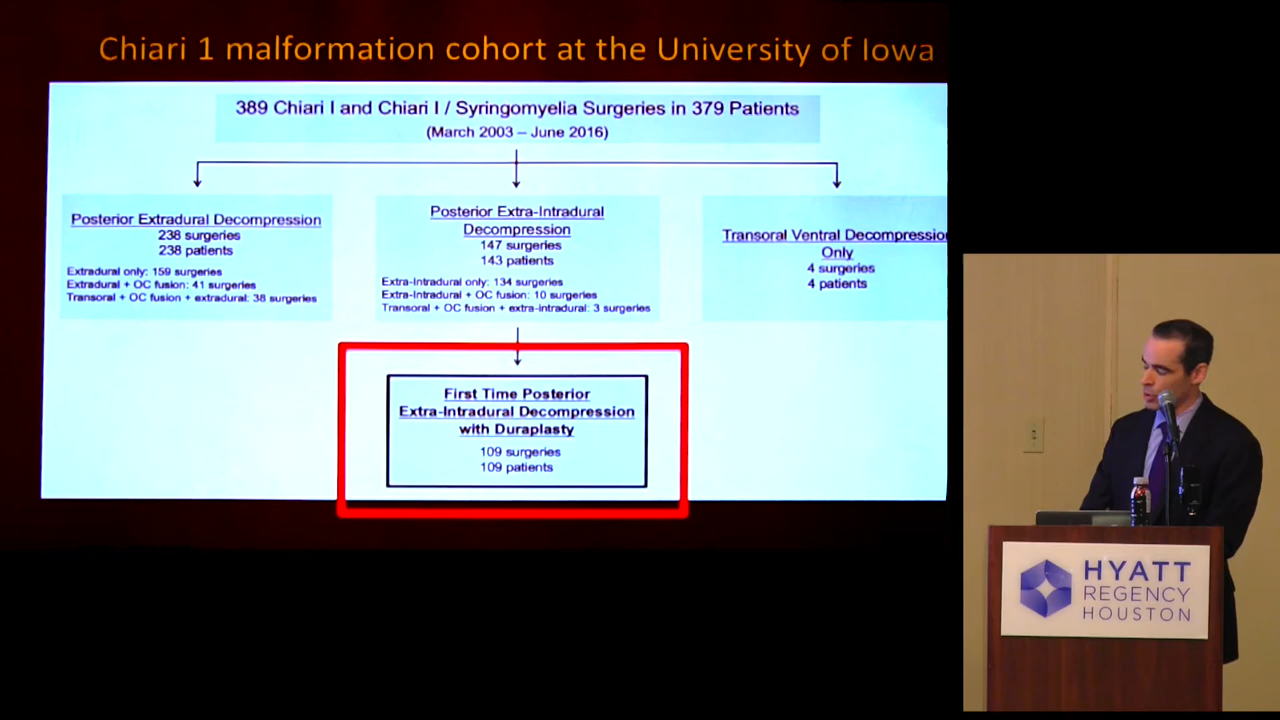 Chiari 1 malformation cohort at the University of Iowa
389 Chiari I and Chiari I / Syringomyelia Surgeries in 379 Patients
(March 2003 – June 2016)
Posterior Extradural Decompression
238 surgeries
238 patients
Extradural only: 159 surgeries
Extradural + OC fusion: 41 surgeries
Transoral + OC fusion + extradural: 38 surgeries
Posterior Extra-Intradural
Decompression
147 surgeries
143 patients
Extra-Intradural only: 134 surgeries
Extra-Intradural + OC fusion: 10 surgeries
Transoral + OC fusion + extra-intradural: 3 surgeries
Transoral Ventral Decompression
Only
4 surgeries
4 patients
First Time Posterior
Extra-Intradural Decompression
with Duraplasty
109 surgeries
109 patients
HYATT
REGENCY
HOUSTON